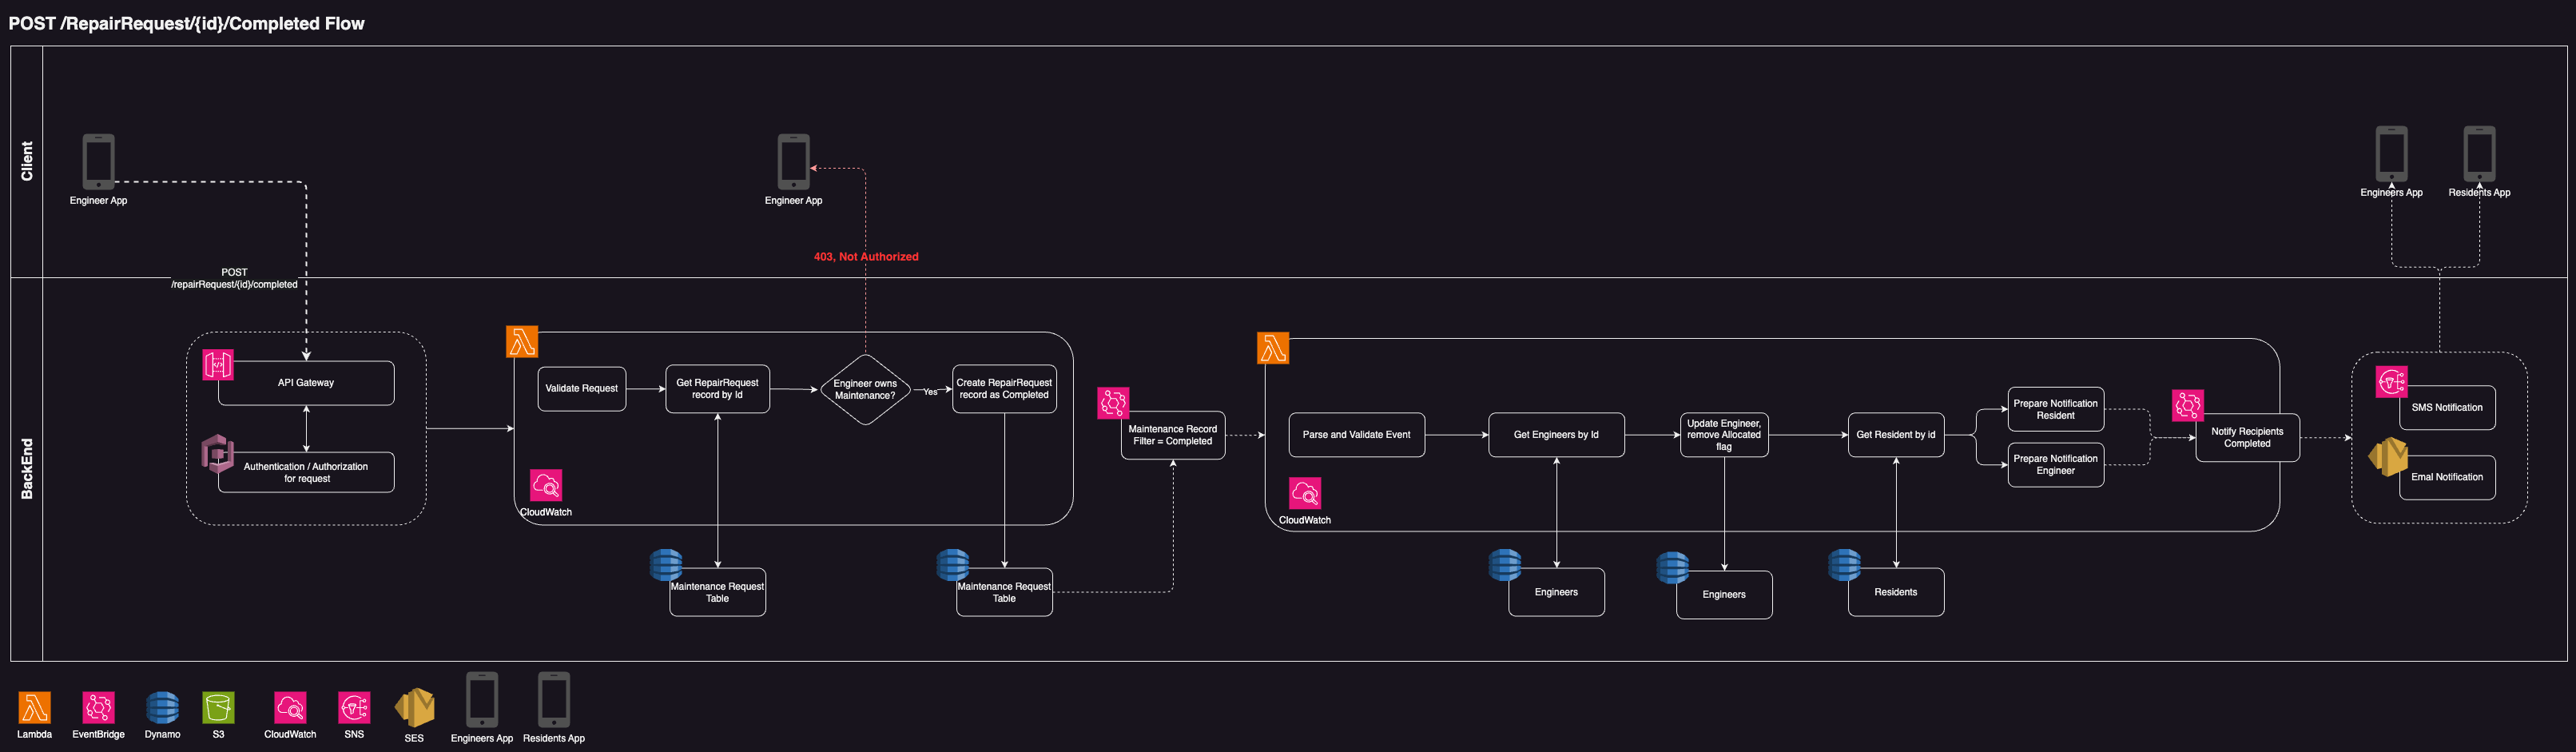 POST /RepairRequest/{id}/Completed Flow
Client
Engineer App
Engineer App
Engineers App
Residents App
403, Not Authorized
POST
/repairRequest/{id}/completed
BackEnd
API Gateway
Authentication / Authorization
for request
Validate Request
Get RepairRequest
record by Id
Engineer owns
Maintenance?
Yes
Create RepairRequest
record as Completed
CloudWatch
Maintenance Request
Table
Maintenance Request
Table
Maintenance Record
Filter = Completed
Parse and Validate Event
Get Engineers by Id
Update Engineer,
remove Allocated
flag
Get Resident by id
Prepare Notification
Resident
Prepare Notification
Engineer
Notify Recipients
Completed
CloudWatch
Engineers
Engineers
Residents
SMS Notification
Emal Notification
Lambda
EventBridge
Dynamo
S3
CloudWatch
SNS
SES
Engineers App
Residents App